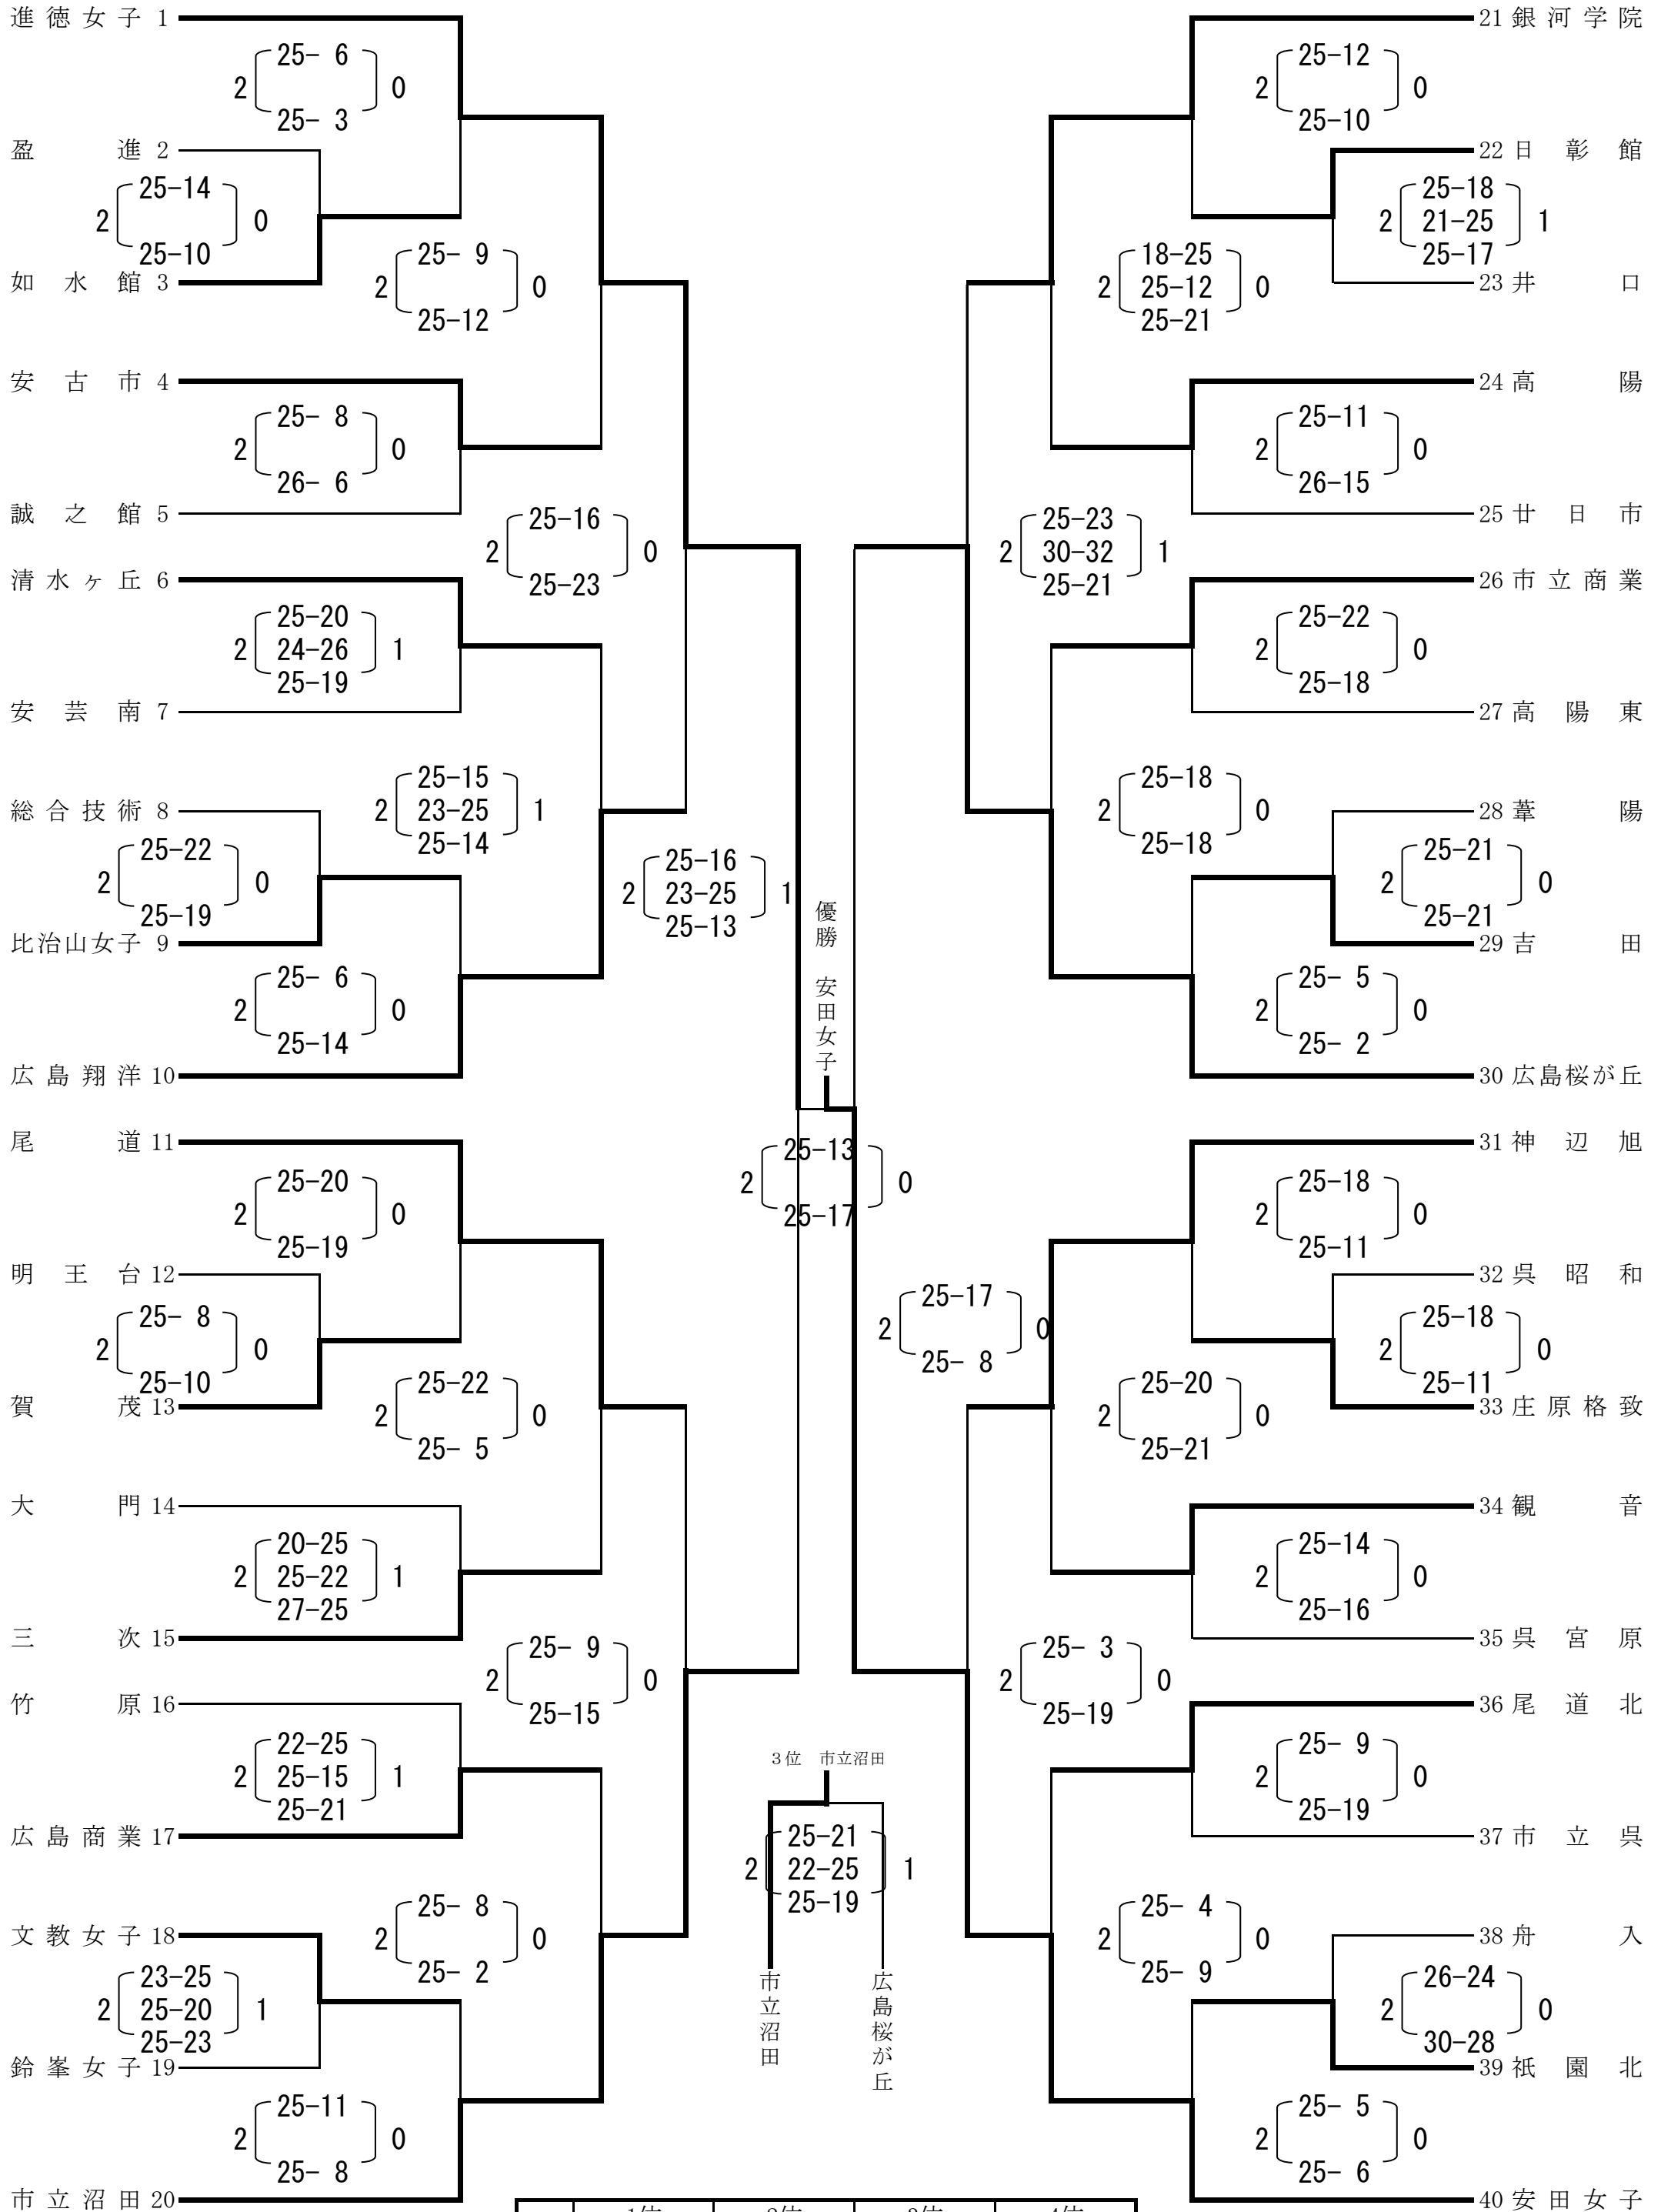 進徳女子 1
25- 6
2 0
25- 3
盈進 2
25-14
2 0
25-10
如水館 3
25- 9
2 0
25-12
安古市 4
25- 8
2 0
26- 6
誠之館 5
25-16
2 0
25-23
清水ヶ丘 6
25-20
2 24-26 1
25-19
安芸南 7
25-15
2 23-25 1
25-14
総合技術 8
25-22
2 0
25-19
比治山女子 9
25-16
2 23-25 1
25-13
25- 6
2 0
25-14
広島翔洋 10
尾道 11
25-20
2 0
25-19
明王台 12
25- 8
2 0
25-10
賀茂 13
25-22
2 0
25- 5
大門 14
20-25
2 25-22 1
27-25
三次 15
25- 9
2 0
25-15
竹原 16
22-25
2 25-15 1
25-21
広島商業 17
25- 8
2 0
25- 2
文教女子 18
23-25
2 25-20 1
25-23
鈴峯女子 19
25-11
2 0
25- 8
市立沼田 20
優勝 安田女子
25-13
2 0
25-17
3位 市立沼田
25-21
2 22-25 1
25-19
市立沼田
広島桜が丘
21 銀河学院
25-12
2 0
25-10
22 日彰館
25-18
2 21-25 1
25-17
23 井口
18-25
2 25-12 0
25-21
24 高陽
25-11
2 0
26-15
25 廿日市
25-23
2 30-32 1
25-21
26 市立商業
25-22
2 0
25-18
27 高陽東
25-18
2 0
25-18
28 葦陽
25-21
2 0
25-21
29 吉田
25- 5
2 0
25- 2
30 広島桜が丘
31 神辺旭
25-18
2 0
25-11
32 呉昭和
25-18
2 0
25-11
33 庄原格致
25-17
2 0
25- 8
25-20
2 0
25-21
34 観音
25-14
2 0
25-16
35 呉宮原
25- 3
2 0
25-19
36 尾道北
25- 9
2 0
25-19
37 市立呉
25- 4
2 0
25- 9
38 舟入
26-24
2 0
30-28
39 祇園北
25- 5
2 0
25- 6
40 安田女子